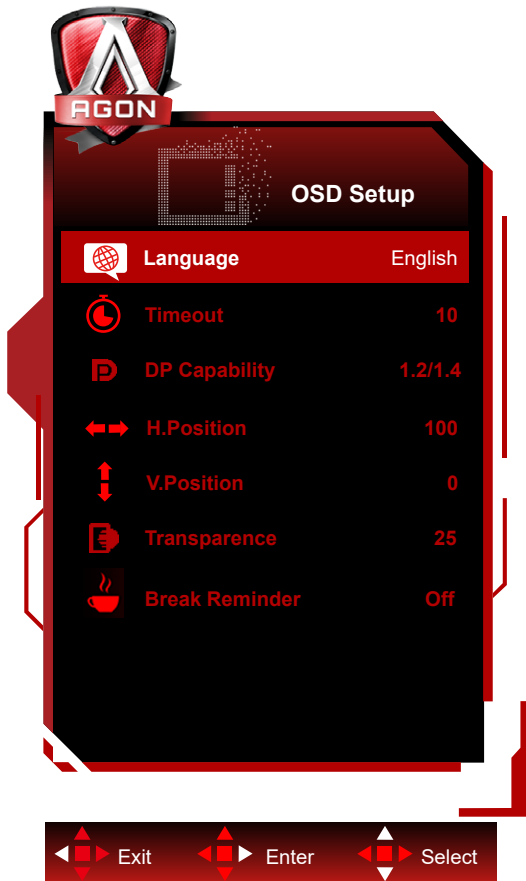 AGON
OSD Setup
Language English
Timeout 10
DP Capability 1.2/1.4
H.Position 100
V.Position 0
Transparence 25
Break Reminder Off
Exit Enter Select